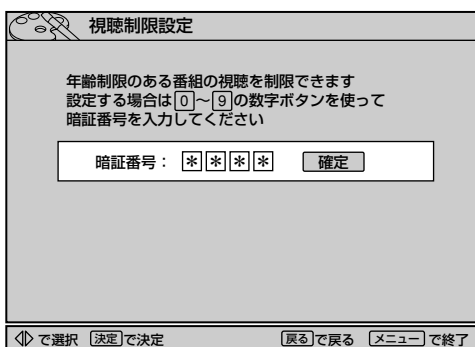 視聴制限設定
年齢制限のある番組の視聴を制限できます
設定する場合は0～9の数字ボタンを使って
暗証番号を入力してください
暗証番号： ＊＊＊＊ 確定
で選択 決定で決定 戻るで戻る メニューで終了